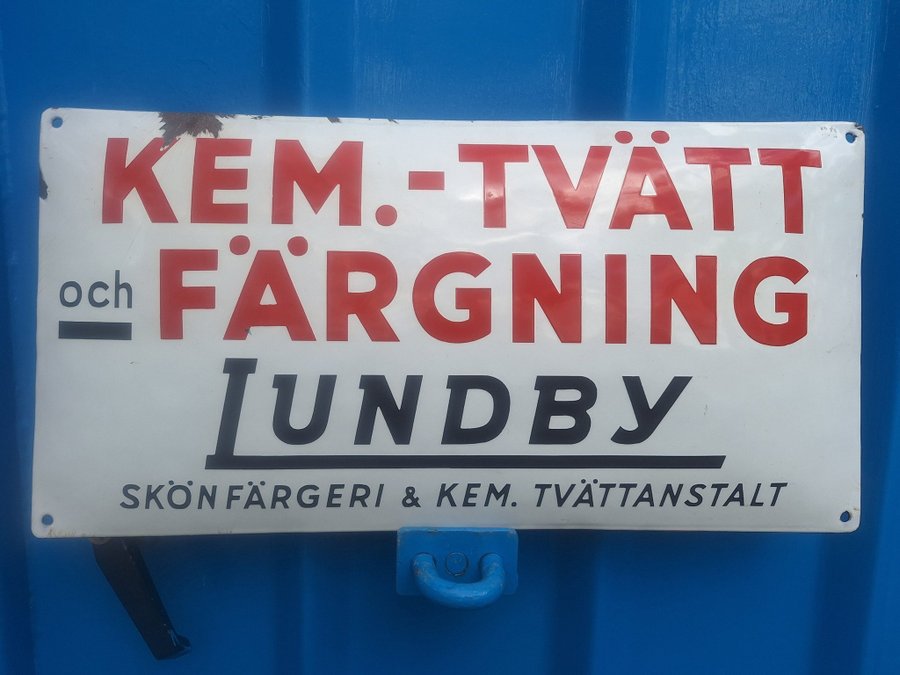 KEM.-TVÄTT
och FÄRGNING
LUNDBY
SKÖNFÄRGERI & KEM. TVÄTTANSTALT